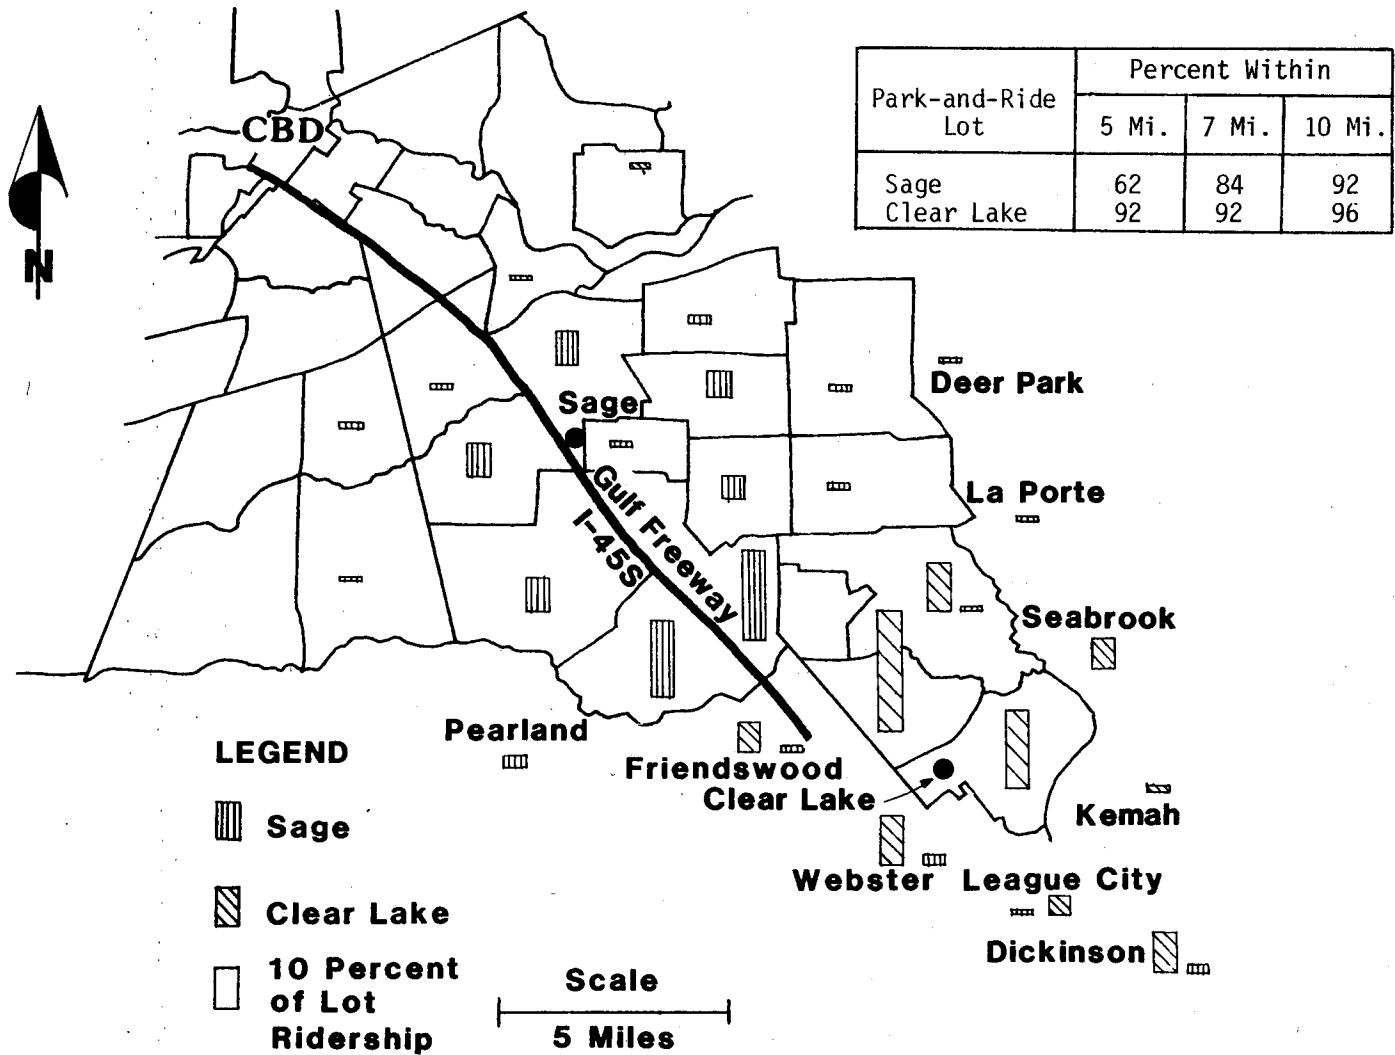 CBD
N
Park-and-Ride Lot
Percent Within
5 Mi.
7 Mi.
10 Mi.
Sage 62 84 92
Clear Lake 92 92 96
Deer Park
Sage
La Porte
Gulf Freeway
I-45S
Seabrook
Pearland
Friendswood
Clear Lake
Kemah
Webster
League City
Dickinson
LEGEND
Sage
Clear Lake
10 Percent
of Lot
Ridership
Scale
5 Miles